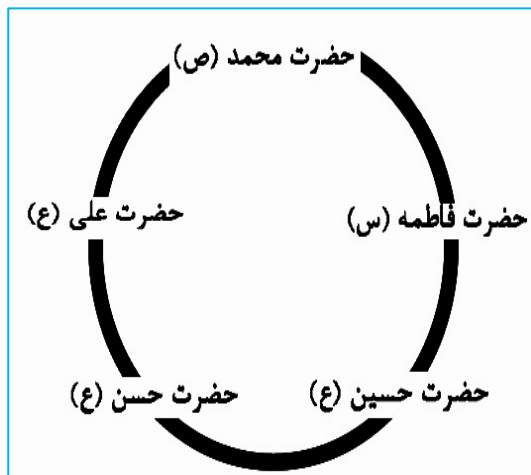 حضرت محمد (ص)
حضرت فاطمه (س)
حضرت علی (ع)
حضرت حسین (ع)
حضرت حسن (ع)